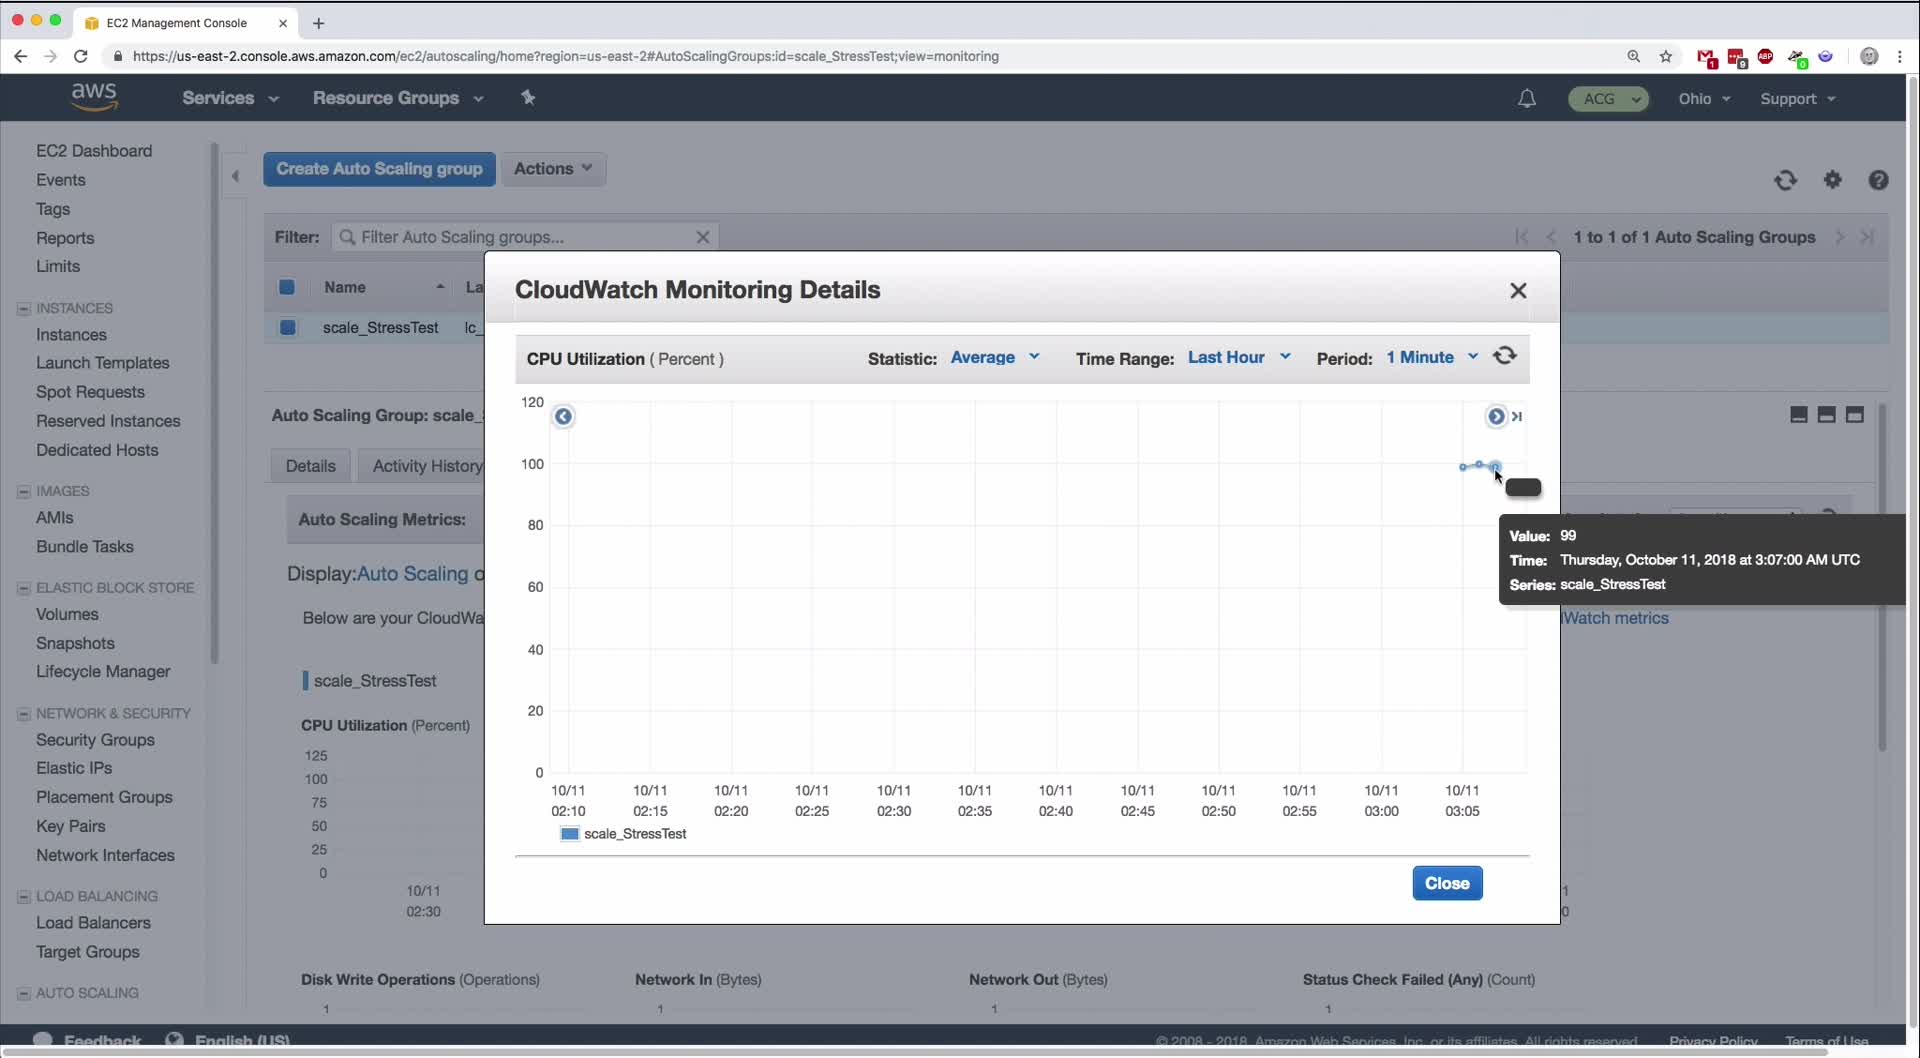 EC2 Management Console
https://us-east-2.console.aws.amazon.com/ec2/autoscaling/home?region=us-east-2#AutoScalingGroups:id=scale_StressTest;view=monitoring
1
9
ABP
0
aws
Services
Resource Groups
ACG
Ohio
Support
EC2 Dashboard
Events
Tags
Reports
Limits
INSTANCES
Instances
Launch Templates
Spot Requests
Reserved Instances
Dedicated Hosts
IMAGES
AMIs
Bundle Tasks
ELASTIC BLOCK STORE
Volumes
Snapshots
Lifecycle Manager
NETWORK & SECURITY
Security Groups
Elastic IPs
Placement Groups
Key Pairs
Network Interfaces
LOAD BALANCING
Load Balancers
Target Groups
AUTO SCALING
Create Auto Scaling group
Actions
Filter:
Filter Auto Scaling groups...
1 to 1 of 1 Auto Scaling Groups
Name
La
scale_StressTest
lc_
Auto Scaling Group: scale_
Details
Activity History
Auto Scaling Metrics:
Display:Auto Scaling o
Below are your CloudWa
Watch metrics
scale_StressTest
CPU Utilization (Percent)
125
100
75
50
25
0
10/11
02:30
1
0
CloudWatch Monitoring Details
CPU Utilization ( Percent )
Statistic: Average
Time Range: Last Hour
Period: 1 Minute
120
100
80
60
40
20
0
10/11 10/11 10/11 10/11 10/11 10/11 10/11 10/11 10/11 10/11 10/11 10/11
02:10 02:15 02:20 02:25 02:30 02:35 02:40 02:45 02:50 02:55 03:00 03:05
scale_StressTest
Value: 99
Time: Thursday, October 11, 2018 at 3:07:00 AM UTC
Series: scale_StressTest
Close
Disk Write Operations (Operations)
Network In (Bytes)
Network Out (Bytes)
Status Check Failed (Any) (Count)
1
1
1
1
Feedback
English (US)
© 2008 - 2018, Amazon Web Services, Inc. or its affiliates. All rights reserved.
Privacy Policy
Terms of Use